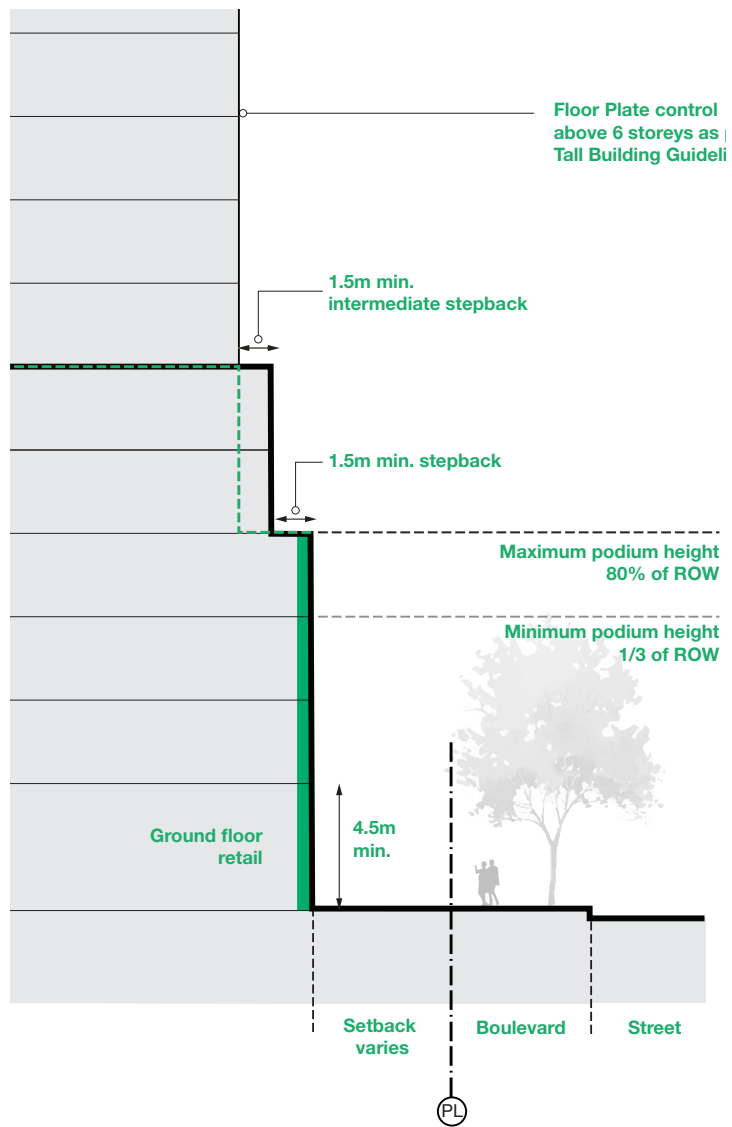 Floor Plate control
above 6 storeys as
Tall Building
1.5m min.
intermediate stepback
1.5m min. stepback
Maximum podium height
80% of ROW
Minimum podium height
1/3 of ROW
Ground floor
retail
4.5m
min.
Setback
varies
Boulevard
Street
PL